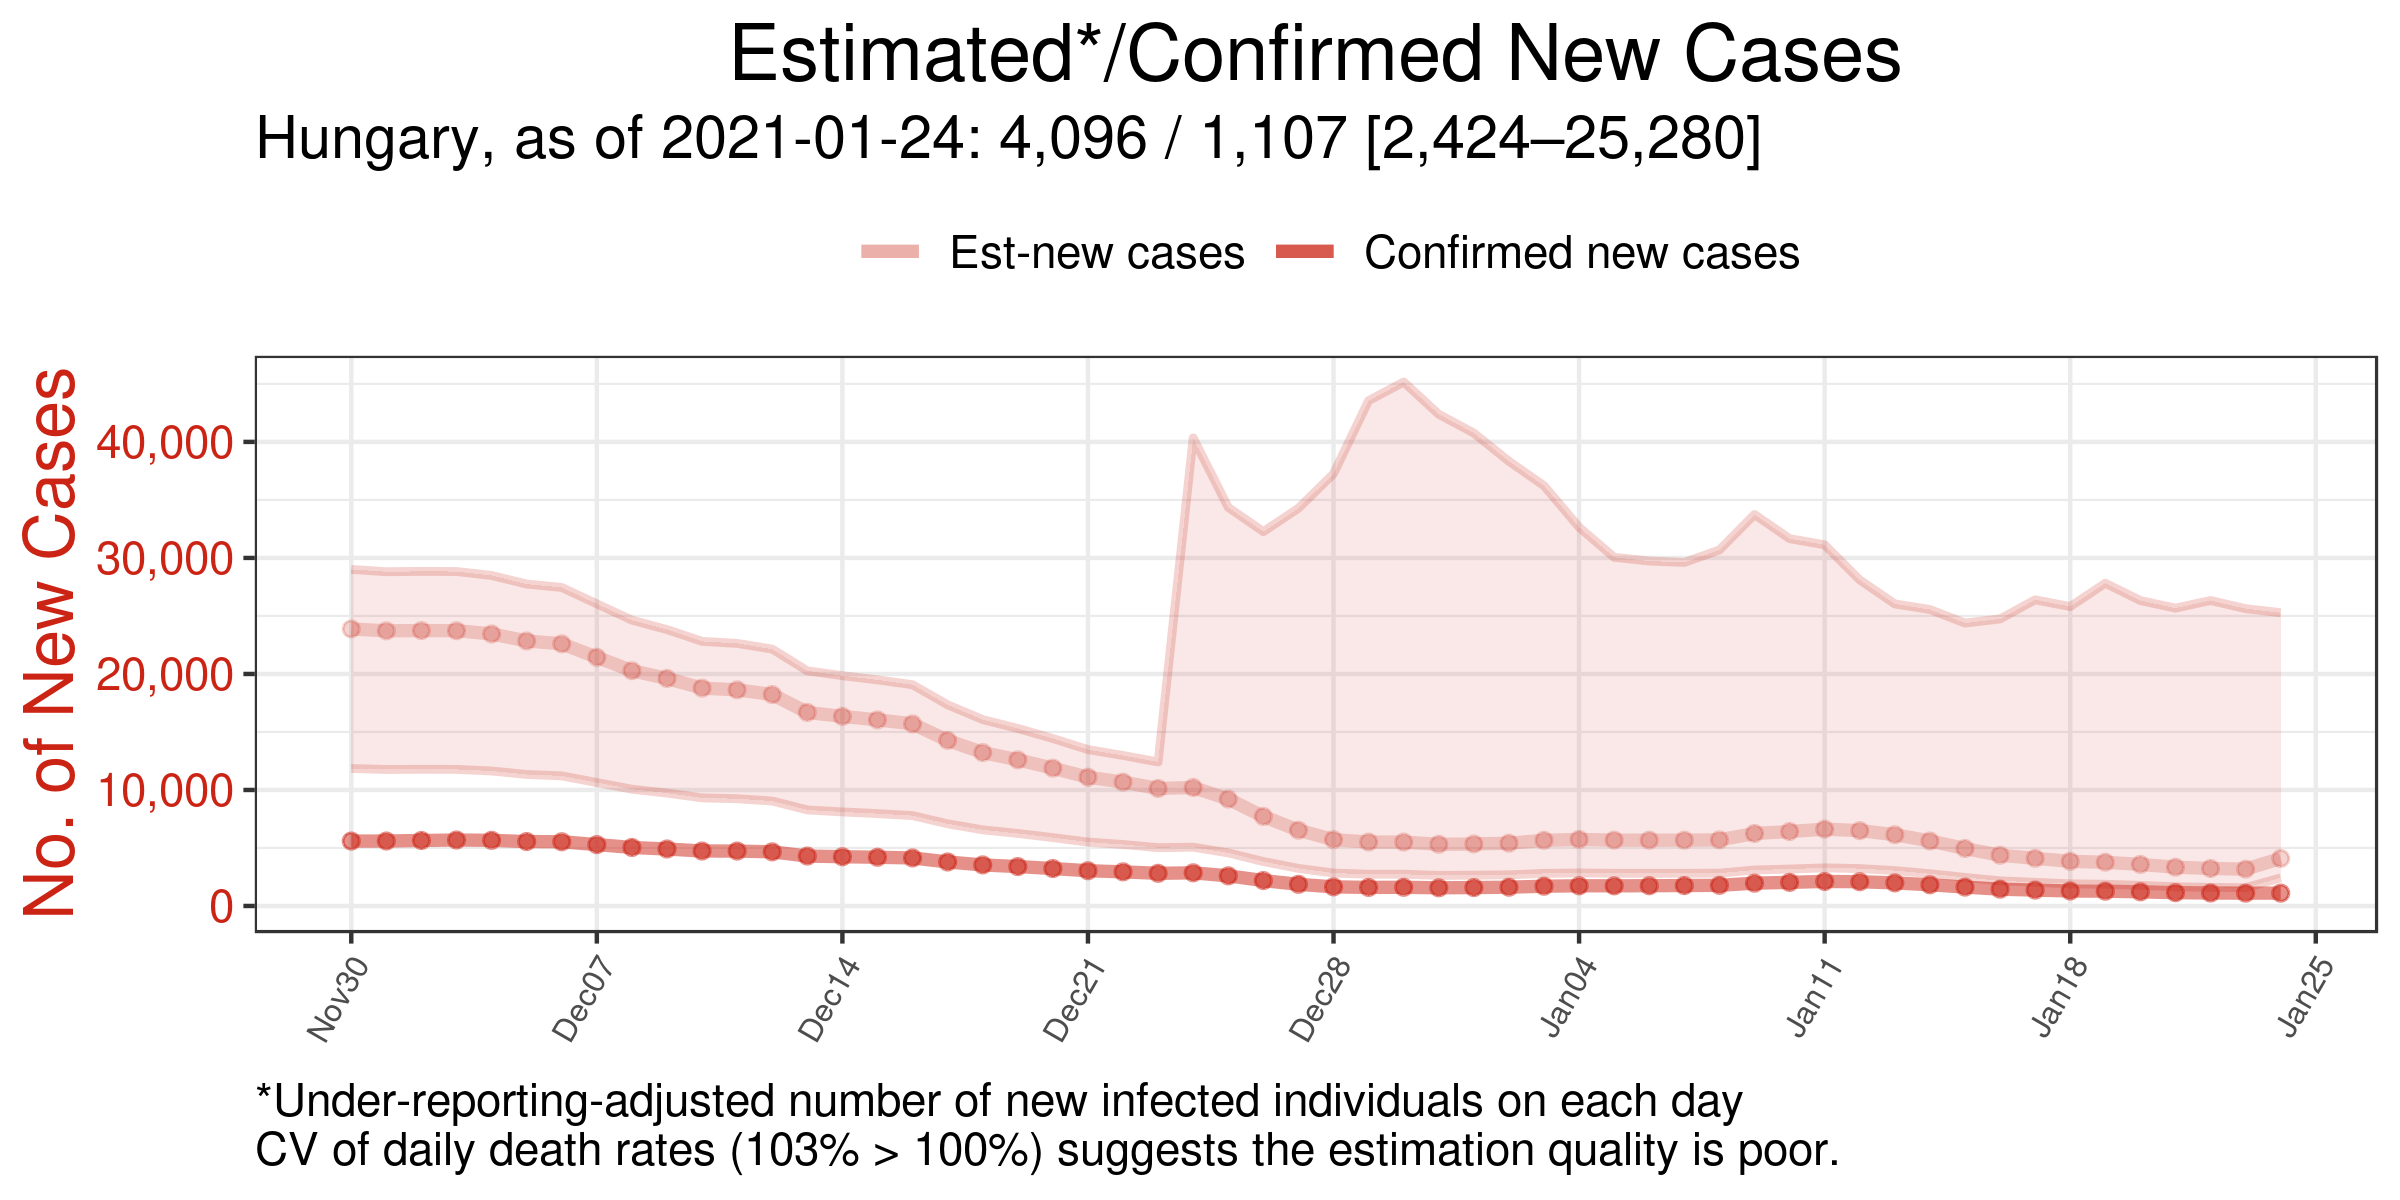 Estimated*/Confirmed New Cases
Hungary, as of 2021-01-24: 4,096 / 1,107 [2,424–25,280]
Est-new cases Confirmed new cases
No. of New Cases
40,000
30,000
20,000
10,000
0
Nov30 Dec07 Dec14 Dec21 Dec28 Jan04 Jan11 Jan18 Jan25
*Under-reporting-adjusted number of new infected individuals on each day
CV of daily death rates (103% > 100%) suggests the estimation quality is poor.